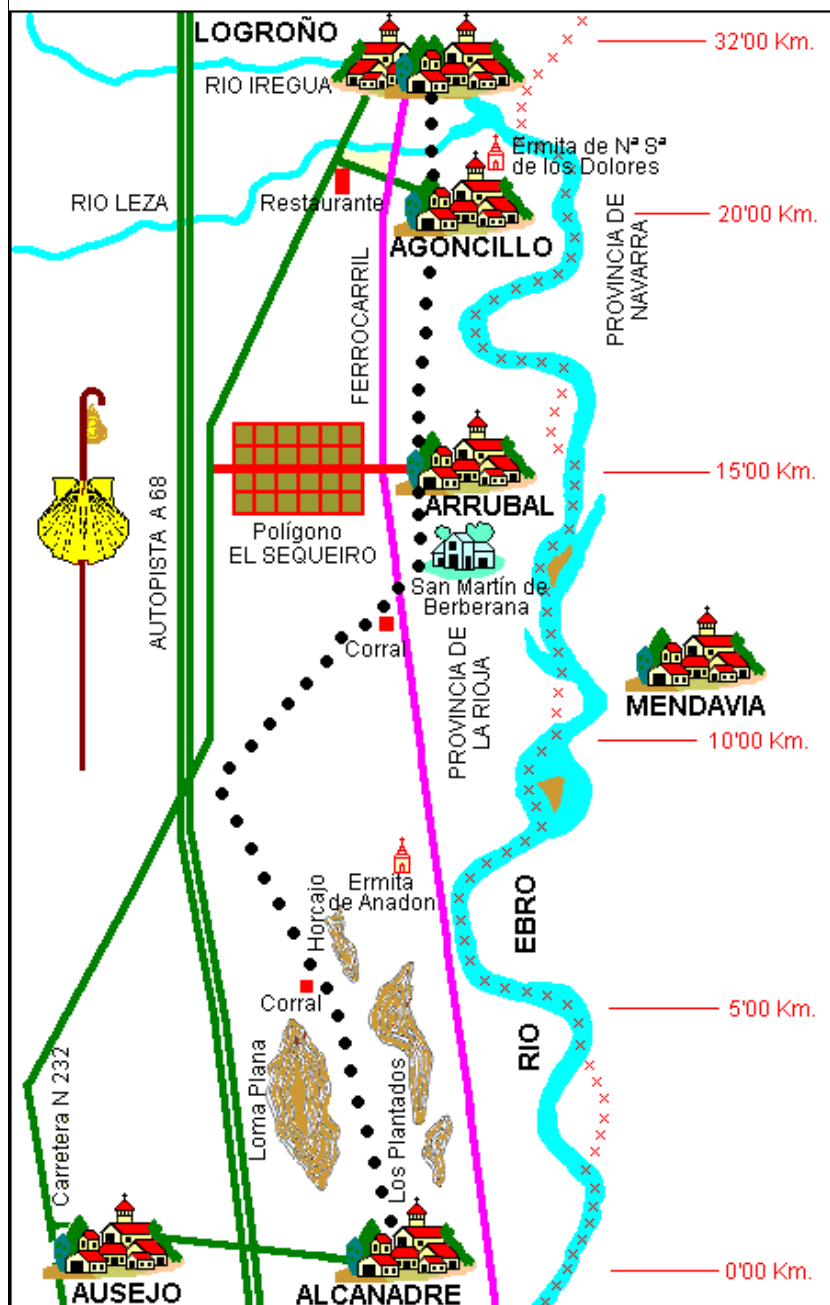 LOGROÑO
32'00 Km.
RIO IREGUA
Ermita de Nª Sª
de los Dolores
RIO LEZA
Restaurante
20'00 Km.
AGONCILLO
PROVINCIA DE
NAVARRA
FERROCARRIL
15'00 Km.
ARRUBAL
Polígono
EL SEQUEIRO
AUTOPISTA A 68
San Martín de
Berberana
Corral
PROVINCIA DE
LA RIOJA
MENDAVIA
10'00 Km.
Ermita
de Anadon
Horcajo
RIO EBRO
Corral
5'00 Km.
Loma Plana
Los Plantados
Carretera N 232
0'00 Km.
AUSEJO
ALCANADRE